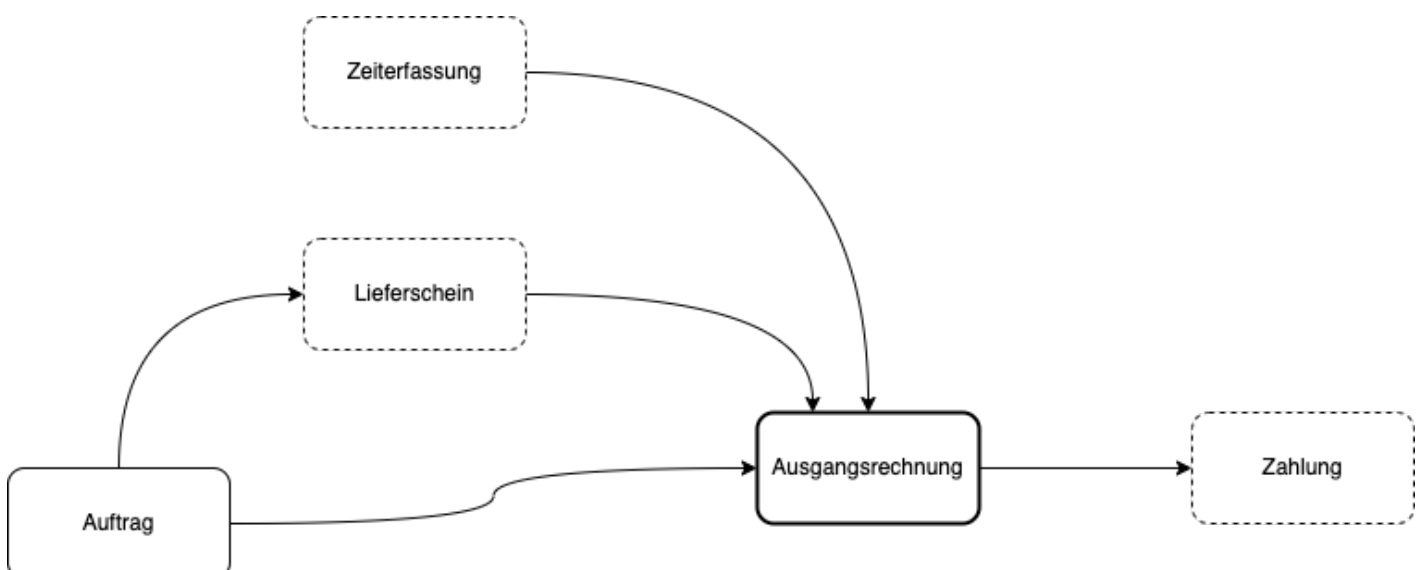 Zeiterfassung
Lieferschein
Ausgangsrechnung
Zahlung
Auftrag